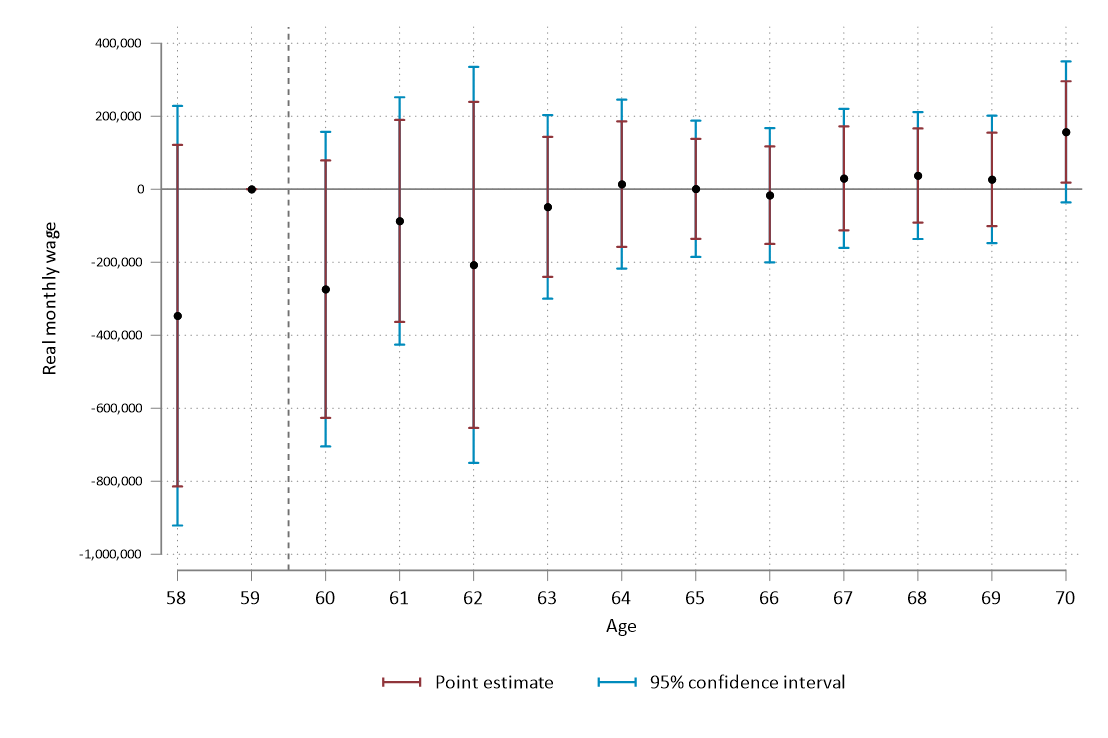 400,000
200,000
0
-200,000
-400,000
-600,000
-800,000
-1,000,000
Real monthly wage
58 59 60 61 62 63 64 65 66 67 68 69 70
Age
Point estimate 95% confidence interval